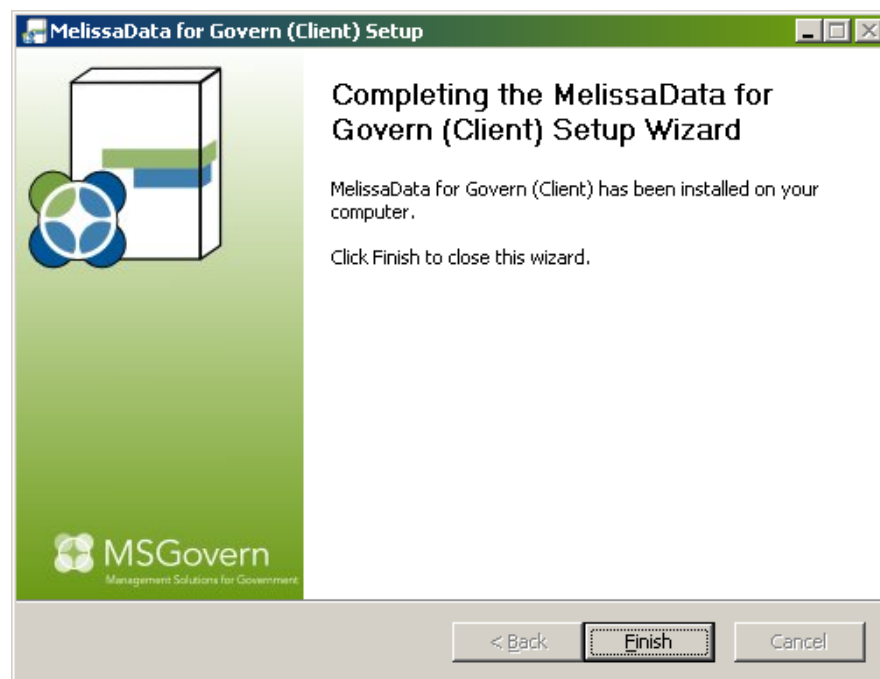 MelissaData for Govern (Client) Setup
Completing the MelissaData for
Govern (Client) Setup Wizard
MelissaData for Govern (Client) has been installed on your
computer.
Click Finish to close this wizard.
MSGovern
Management Solutions for Government
< Back
Finish
Cancel